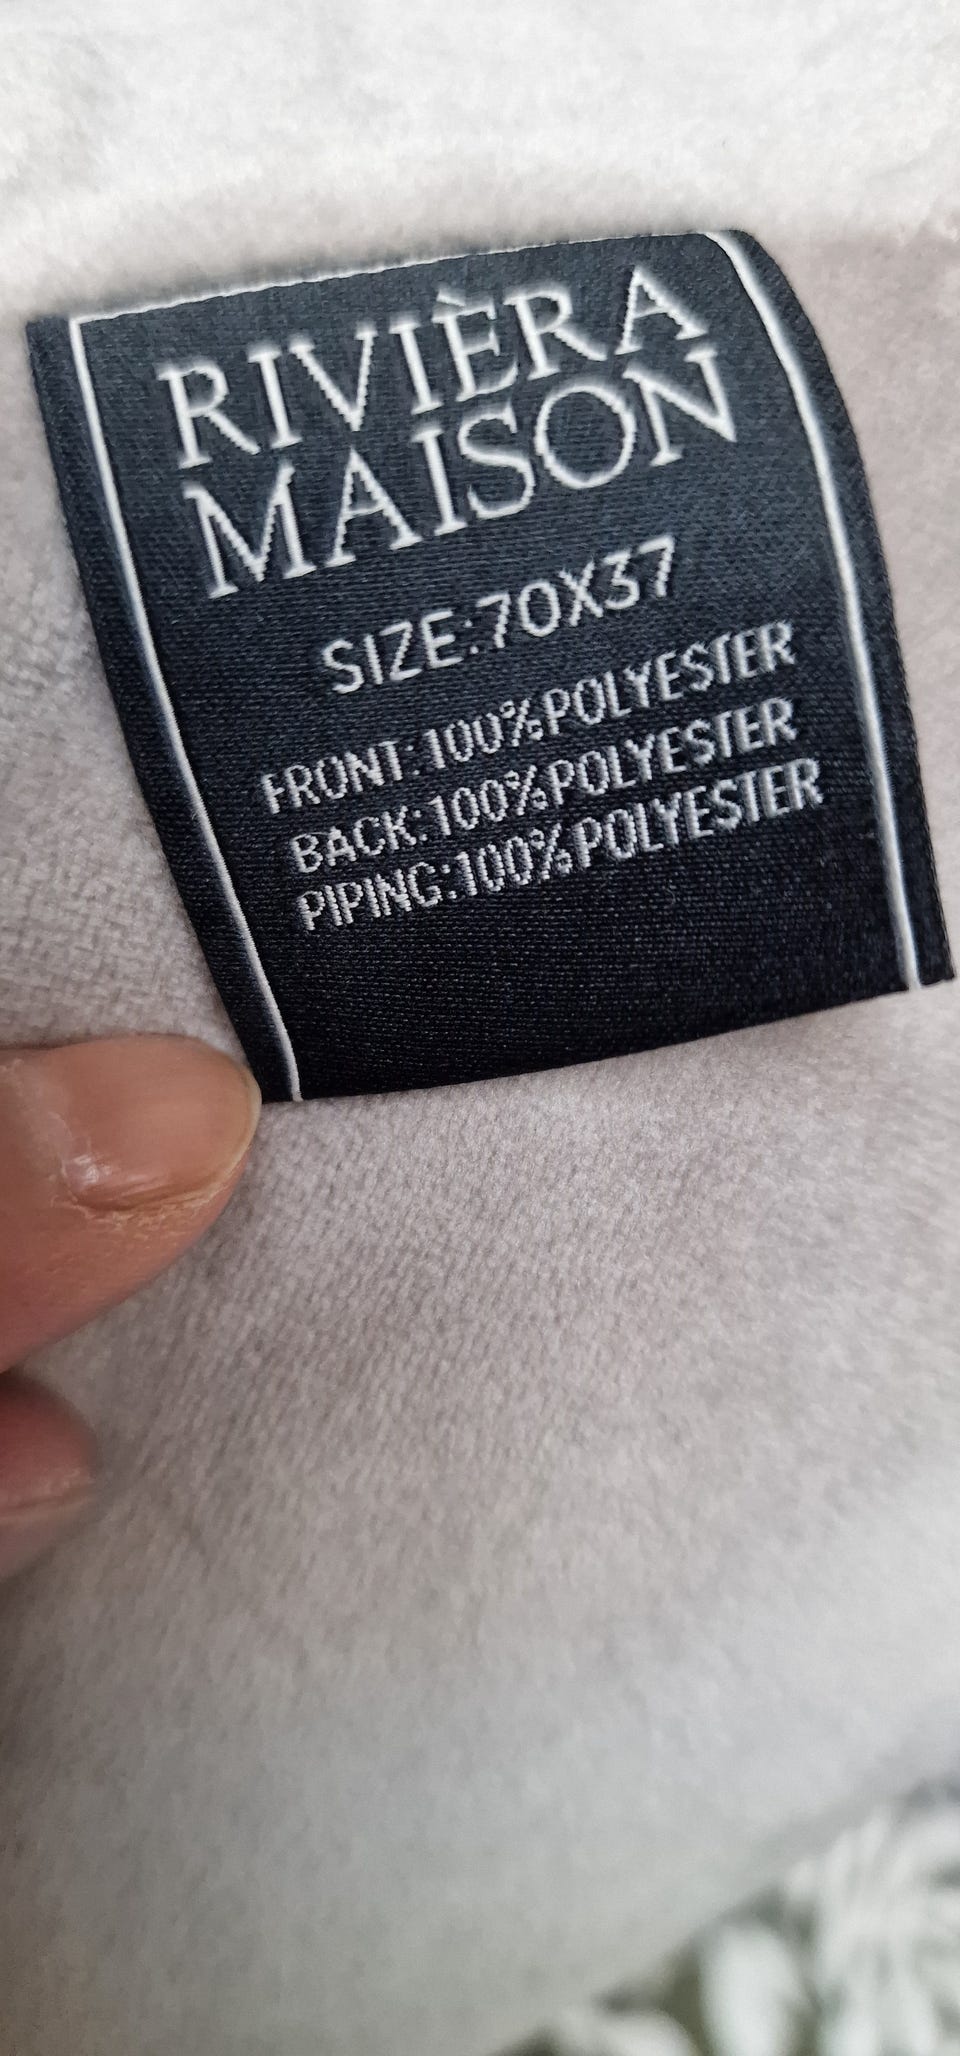 RIVIÈRA
MAISON
SIZE:70X37
FRONT:100%POLYESTER
BACK:100%POLYESTER
PIPING:100%POLYESTER